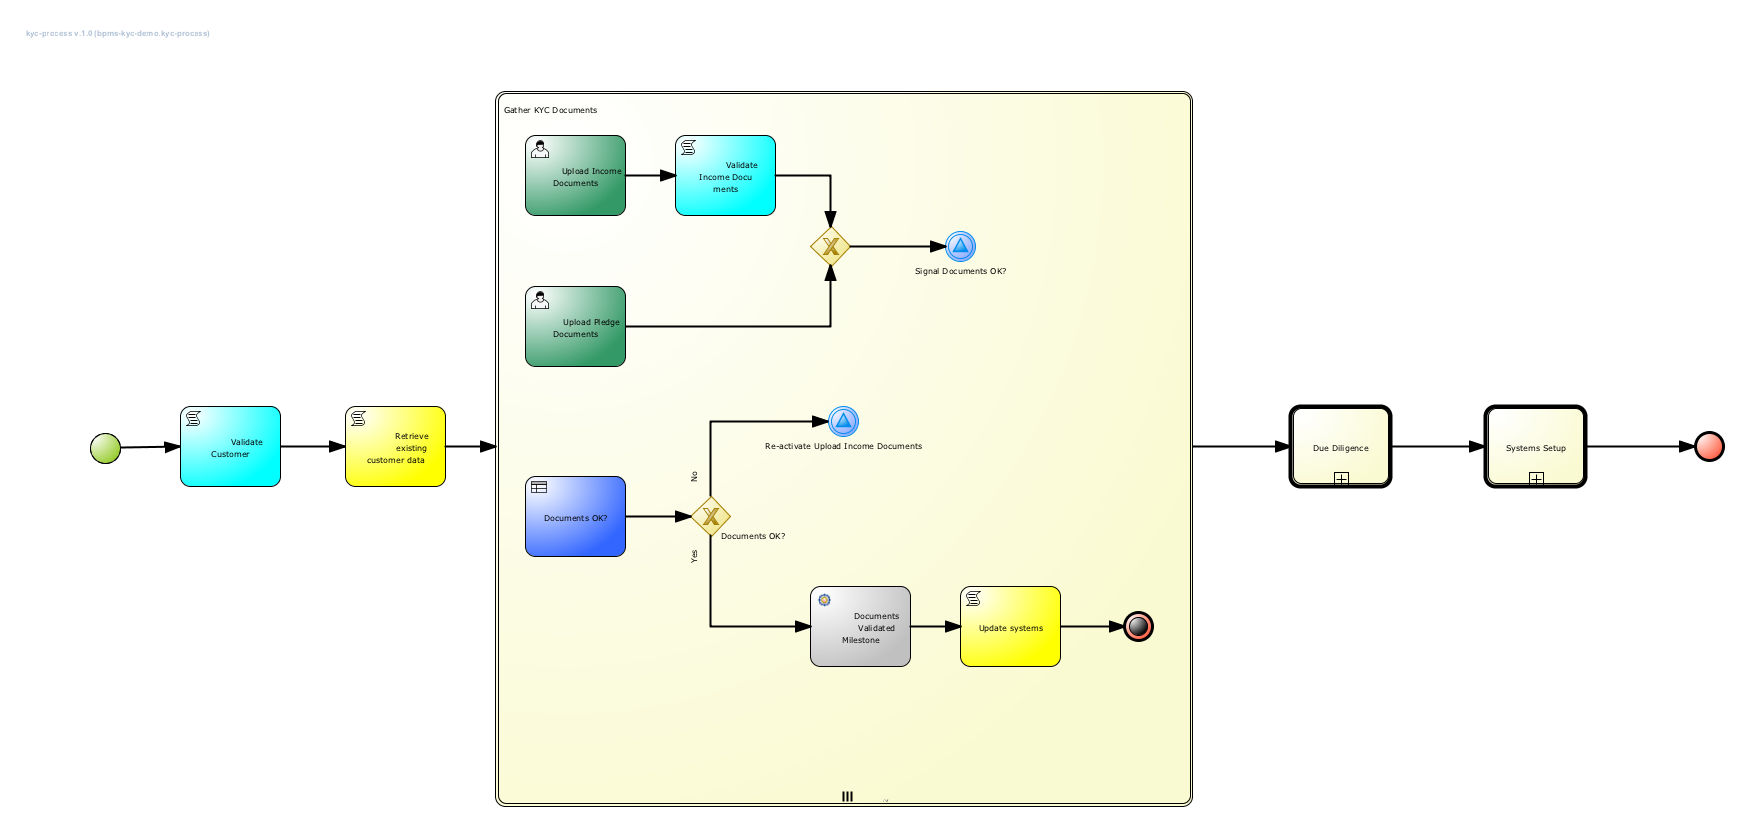 kyc-process v.1.0 (bpms-kyc-demo.kyc-process)
Gather KYC Documents
Upload Income
Documents
Validate
Income Docu
ments
Signal Documents OK?
Upload Pledge
Documents
Validate
Customer
Retrieve
existing
customer data
Re-activate Upload Income Documents
No
Documents OK?
Documents OK?
Yes
Documents
Validated
Milestone
Update systems
Due Diligence
Systems Setup